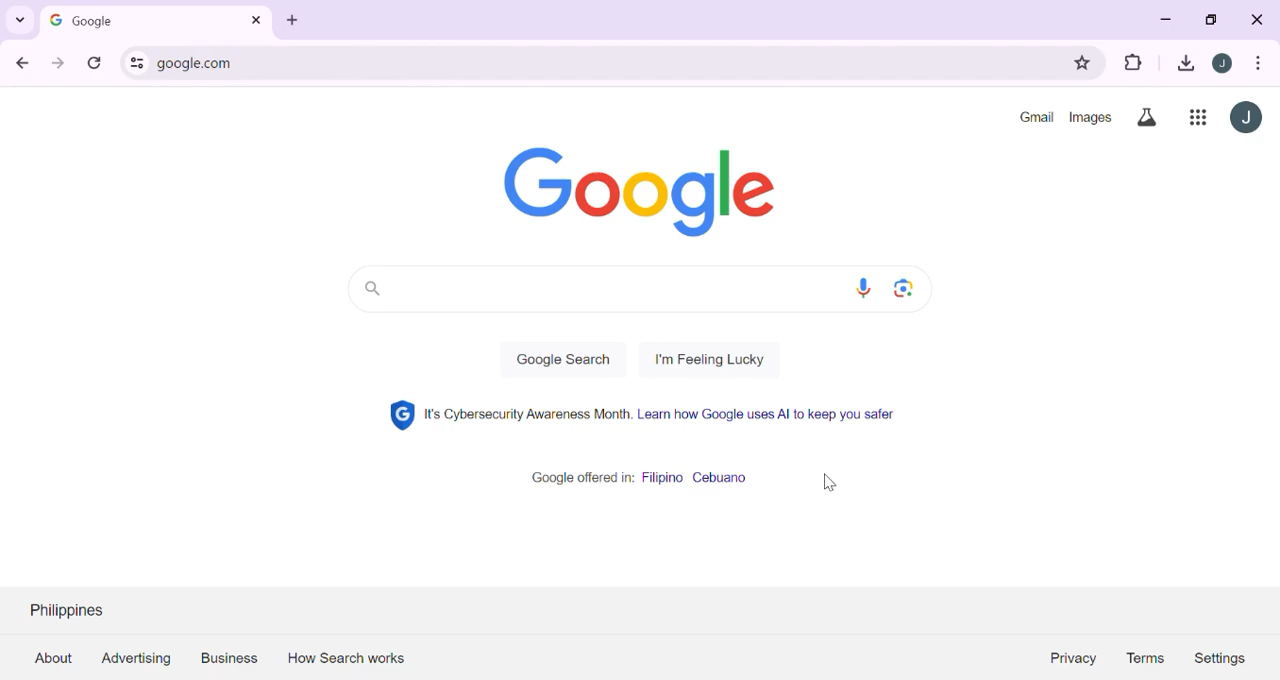 Google
google.com
J
Gmail Images
J
Google
Google Search I'm Feeling Lucky
G It's Cybersecurity Awareness Month. Learn how Google uses AI to keep you safer
Google offered in: Filipino Cebuano
Philippines
About Advertising Business How Search works Privacy Terms Settings